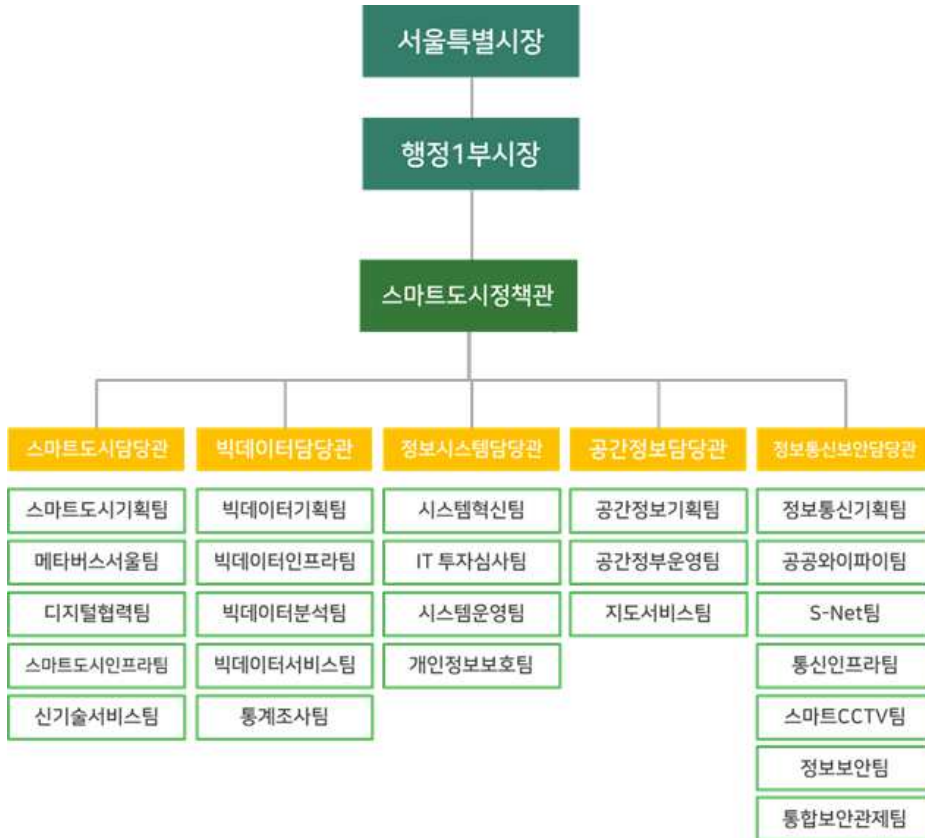 서울특별시장
행정1부시장
스마트도시정책관
스마트도시담당관
빅데이터담당관
정보시스템담당관
공간정보담당관
정보통신보안담당관
스마트도시기획팀
메타버스서울팀
디지털협력팀
스마트도시인프라팀
신기술서비스팀
빅데이터기획팀
빅데이터인프라팀
빅데이터분석팀
빅데이터서비스팀
통계조사팀
시스템혁신팀
IT 투자심사팀
시스템운영팀
개인정보보호팀
공간정보기획팀
공간정부운영팀
지도서비스팀
정보통신기획팀
공공와이파이팀
S-Net팀
통신인프라팀
스마트CCTV팀
정보보안팀
통합보안관제팀